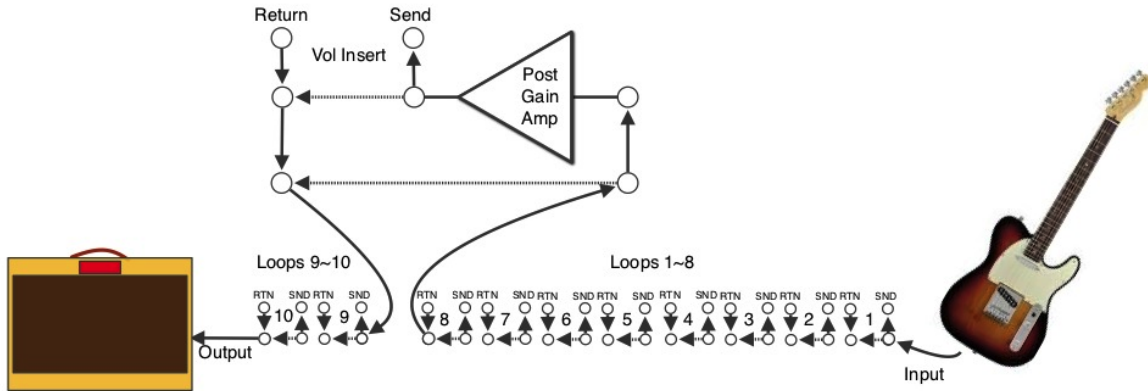 Return Send
Vol Insert
Post
Gain
Amp
Loops 9~10 Loops 1~8
RTN SND RTN SND RTN SND RTN SND RTN SND RTN SND RTN SND RTN SND RTN SND RTN SND
10 9 8 7 6 5 4 3 2 1
Output Input